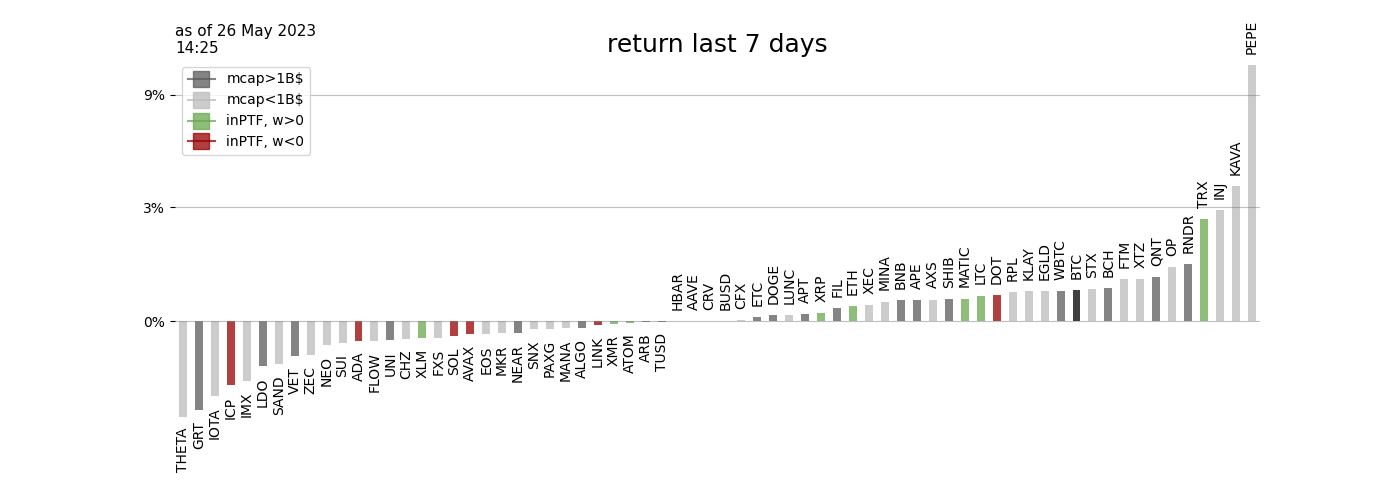 as of 26 May 2023
14:25
return last 7 days
mcap>1B$
mcap<1B$
inPTF, w>0
inPTF, w<0
9%
3%
0%
THETA
GRT
IOTA
ICP
IMX
LDO
SAND
VET
ZEC
NEO
SUI
ADA
FLOW
UNI
CHZ
XLM
FXS
SOL
AVAX
EOS
MKR
NEAR
SNX
PAXG
MANA
ALGO
LINK
XMR
ATOM
ARB
TUSD
HBAR
AAVE
CRV
BUSD
CFX
ETC
DOGE
LUNC
APT
XRP
FIL
ETH
XEC
MINA
BNB
APE
AXS
SHIB
MATIC
LTC
DOT
RPL
KLAY
EGLD
WBTC
BTC
STX
BCH
FTM
XTZ
QNT
OP
RNDR
TRX
INJ
KAVA
PEPE